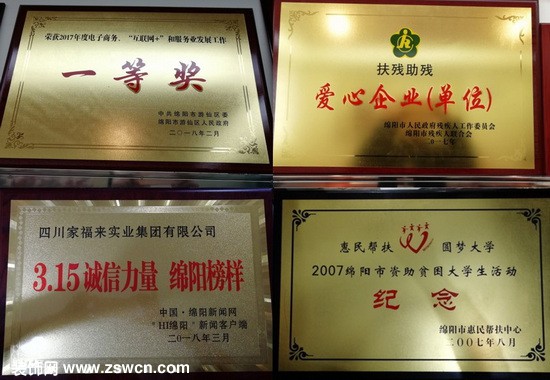 荣获2017年度电子商务、“互联网+”和服务业发展工作
一等奖
中共绵阳市游仙区委
绵阳市游仙区人民政府
二〇一八年二月
扶残助残
爱心企业(单位)
绵阳市人民政府残疾人工作委员会
绵阳市残疾人联合会
二〇一七年
四川家福来实业集团有限公司
3.15诚信力量 绵阳榜样
中国·绵阳新闻网
"HI绵阳"新闻客户端
二〇一八年三月
惠民帮扶 圆梦大学
2007绵阳市资助贫困大学生活动
纪念
绵阳市惠民帮扶中心
二〇〇七年八月
装饰网 www.zswcn.com